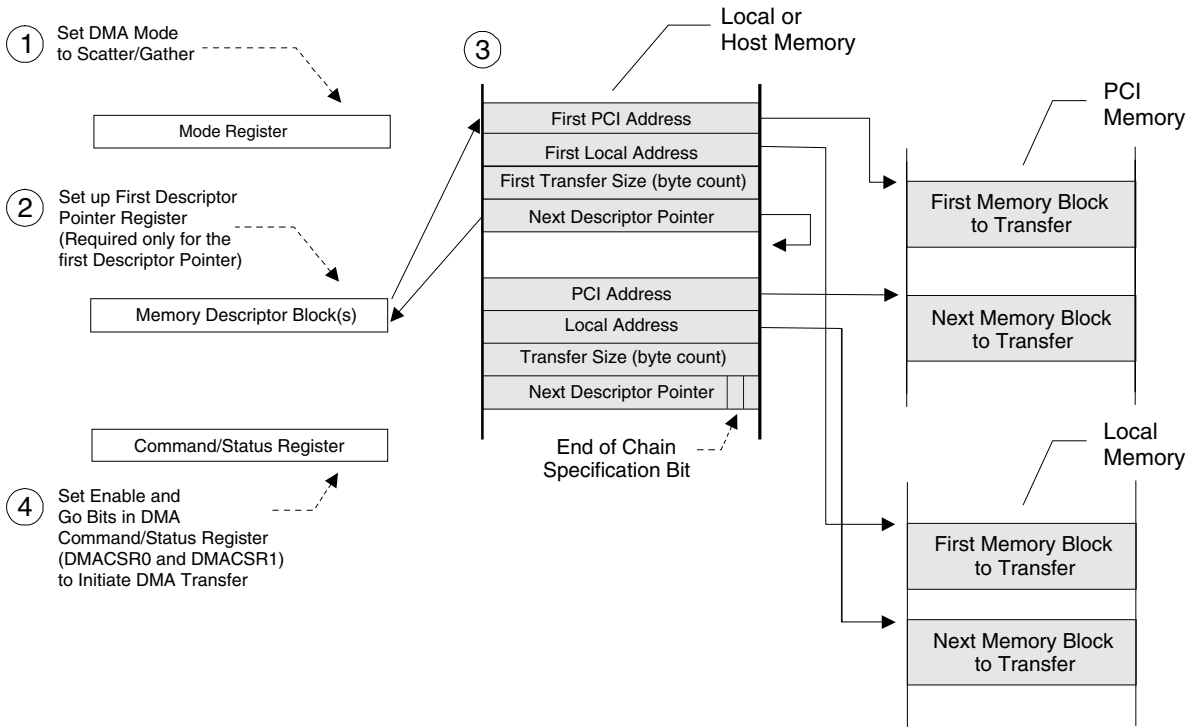 1
Set DMA Mode
to Scatter/Gather
Mode Register
2
Set up First Descriptor
Pointer Register
(Required only for the
first Descriptor Pointer)
Memory Descriptor Block(s)
Command/Status Register
4
Set Enable and
Go Bits in DMA
Command/Status Register
(DMACSR0 and DMACSR1)
to Initiate DMA Transfer
3
Local or
Host Memory
First PCI Address
First Local Address
First Transfer Size (byte count)
Next Descriptor Pointer
PCI Address
Local Address
Transfer Size (byte count)
Next Descriptor Pointer
End of Chain
Specification Bit
PCI
Memory
First Memory Block
to Transfer
Next Memory Block
to Transfer
Local
Memory
First Memory Block
to Transfer
Next Memory Block
to Transfer